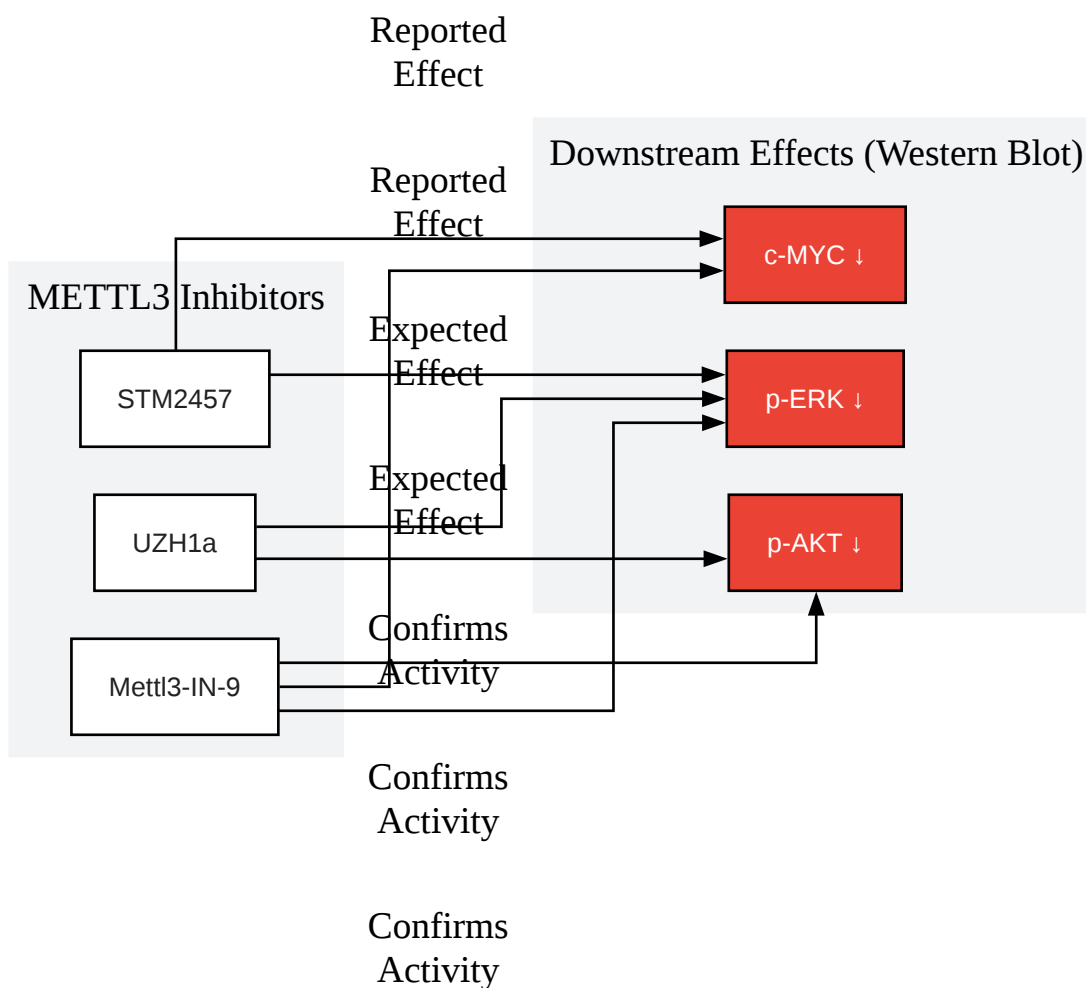 Reported
Effect
Downstream Effects (Western Blot)
Reported
Effect
c-MYC ↓
METTL3 Inhibitors
Expected
Effect
STM2457
p-ERK ↓
Expected
Effect
UZH1a
p-AKT ↓
Confirms
Activity
Mettl3-IN-9
Confirms
Activity
Confirms
Activity